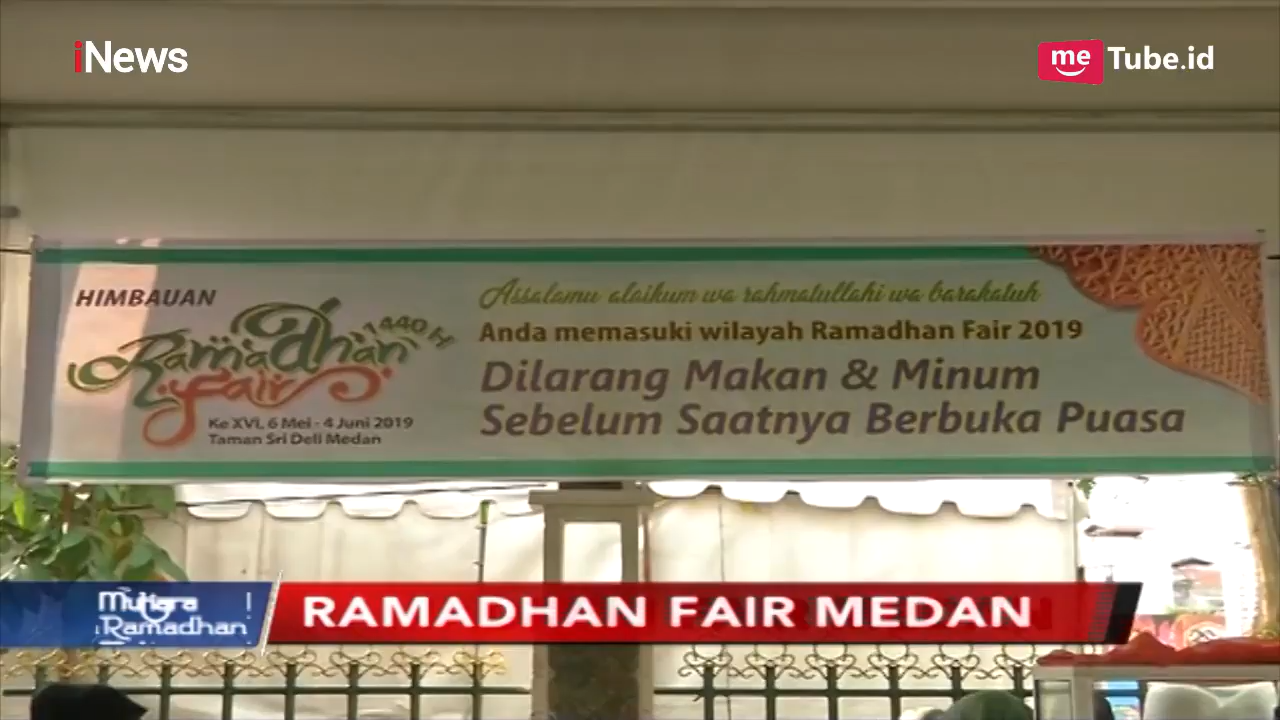 iNews
me Tube.id
HIMBAUAN
Ramadhan 1440 H
Fair
Ke XVI, 6 Mei - 4 Juni 2019
Taman Sri Deli Medan
Assalamu alaikum wa rahmatullahi wa barakatuh
Anda memasuki wilayah Ramadhan Fair 2019
Dilarang Makan & Minum
Sebelum Saatnya Berbuka Puasa
Mutiara
Ramadhan
RAMADHAN FAIR MEDAN